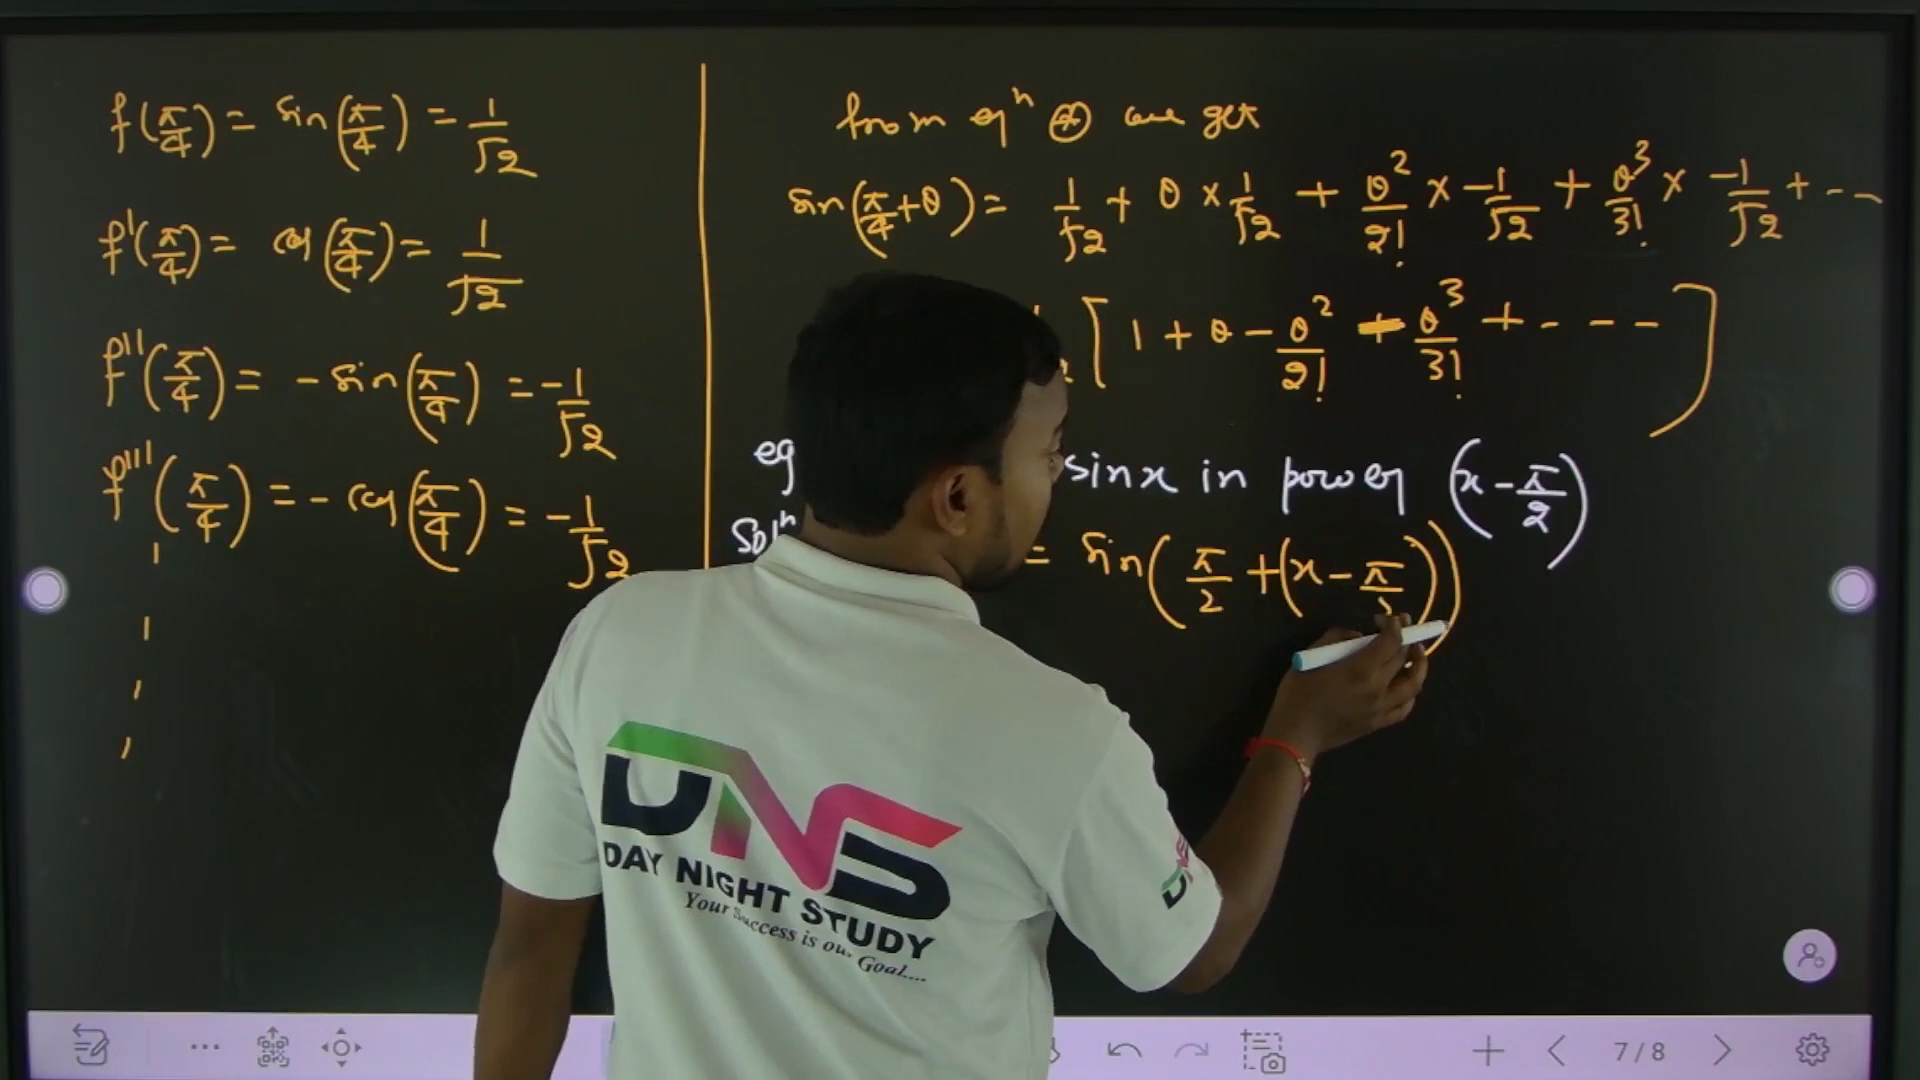 f(π/4) = sin(π/4) = 1/√2
f'(π/4) = cos(π/4) = 1/√2
f''(π/4) = - sin(π/4) = -1/√2
f'''(π/4) = - cos(π/4) = -1/√2
from eqⁿ ⊛ we get
sin(π/4+θ) = 1/√2 + θ × 1/√2 + θ²/2! × -1/√2 + θ³/3! × -1/√2 + - -
[1 + θ - θ²/2! - θ³/3! + - - - -]
eg sinx in power (x - π/2)
Solⁿ = sin(π/2 + (x - π/2))
DNS
DAY NIGHT STUDY
Your Success is our Goal....
DNS
7/8